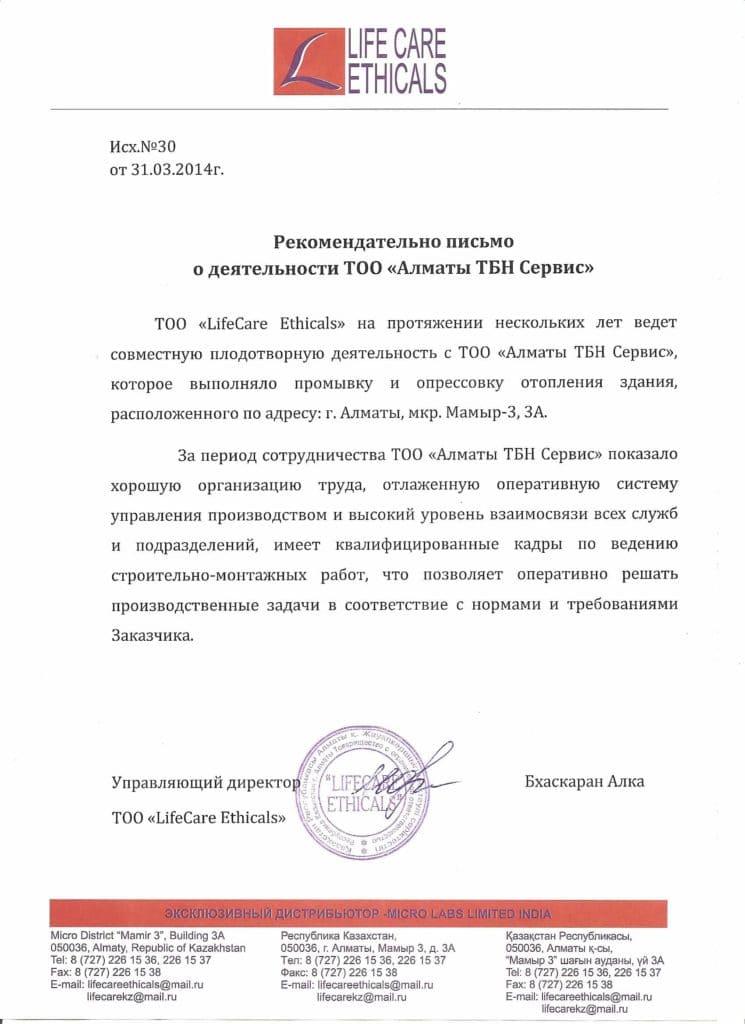 LIFE CARE
ETHICALS
Исх.№30
от 31.03.2014г.
Рекомендательно письмо
о деятельности ТОО «Алматы ТБН Сервис»
ТОО «LifeCare Ethicals» на протяжении нескольких лет ведет
совместную плодотворную деятельность с ТОО «Алматы ТБН Сервис»,
которое выполняло промывку и опрессовку отопления здания,
расположенного по адресу: г. Алматы, мкр. Мамыр-3, 3А.
За период сотрудничества ТОО «Алматы ТБН Сервис» показало
хорошую организацию труда, отлаженную оперативную систему
управления производством и высокий уровень взаимосвязи всех служб
и подразделений, имеет квалифицированные кадры по ведению
строительно-монтажных работ, что позволяет оперативно решать
производственные задачи в соответствие с нормами и требованиями
Заказчика.
Управляющий директор
ТОО «LifeCare Ethicals»
"LIFECARE
ETHICALS"
Бхаскаран Алка
ЭКСКЛЮЗИВНЫЙ ДИСТРИБЬЮТОР -MICRO LABS LIMITED INDIA
Micro District "Mamir 3", Building 3A
050036, Almaty, Republic of Kazakhstan
Tel: 8 (727) 226 15 36, 226 15 37
Fax: 8 (727) 226 15 38
E-mail: lifecareethicals@mail.ru
lifecarekz@mail.ru
Республика Казахстан,
050036, г. Алматы, Мамыр 3, д. 3А
Тел: 8 (727) 226 15 36, 226 15 37
Факс: 8 (727) 226 15 38
E-mail: lifecareethicals@mail.ru
lifecarekz@mail.ru
Қазақстан Республикасы,
050036, Алматы қ-сы,
"Мамыр 3" шағын ауданы, үй 3А
Tel: 8 (727) 226 15 36, 226 15 37
Fax: 8 (727) 226 15 38
E-mail: lifecareethicals@mail.ru
lifecarekz@mail.ru